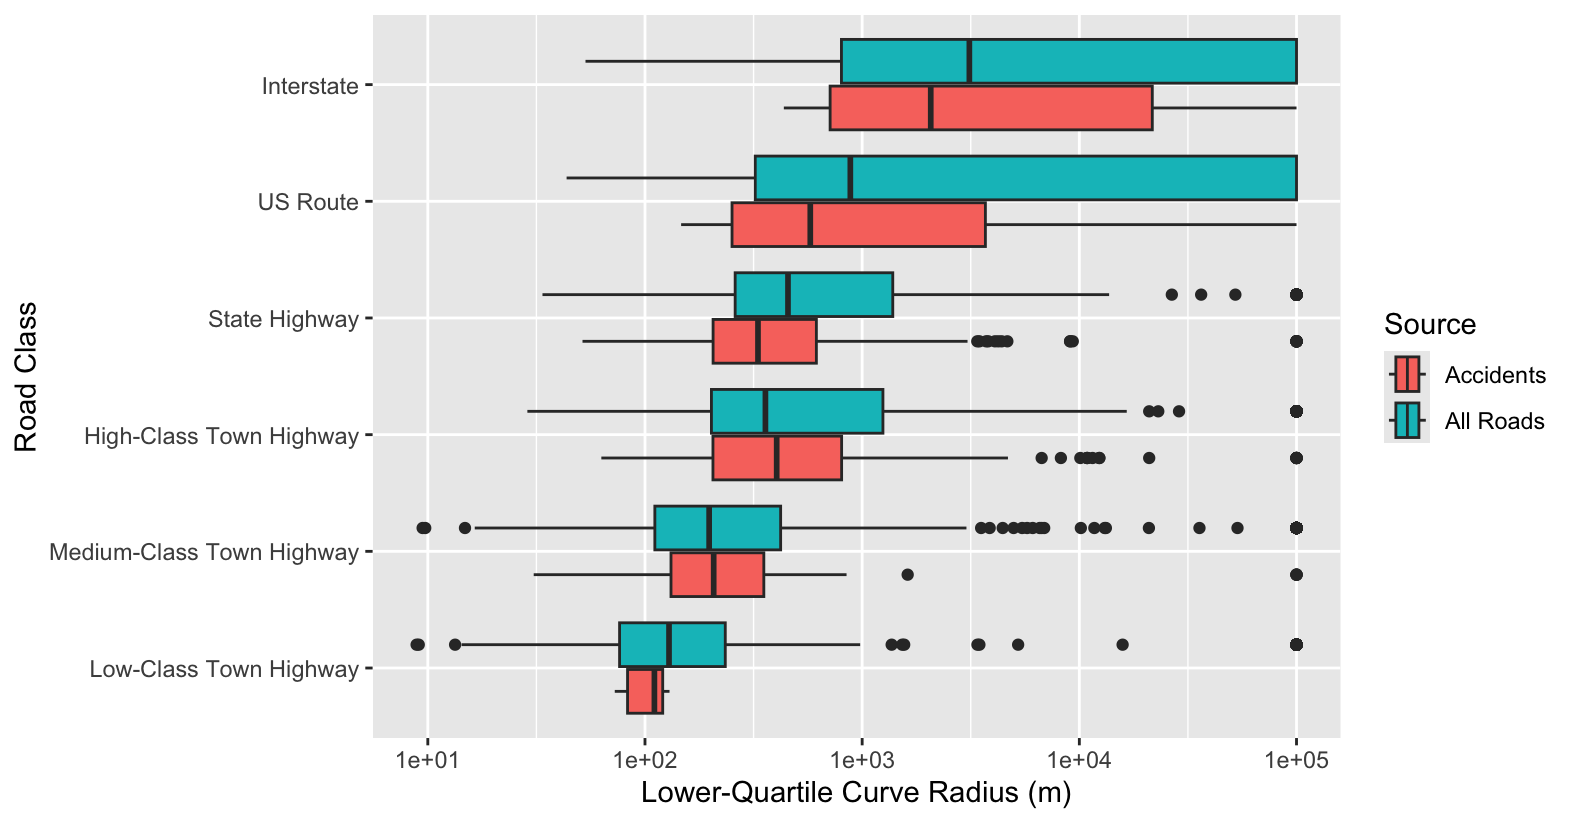 Interstate
US Route
State Highway
High-Class Town Highway
Medium-Class Town Highway
Low-Class Town Highway
Road Class
1e+01 1e+02 1e+03 1e+04 1e+05
Lower-Quartile Curve Radius (m)
Source
Accidents
All Roads